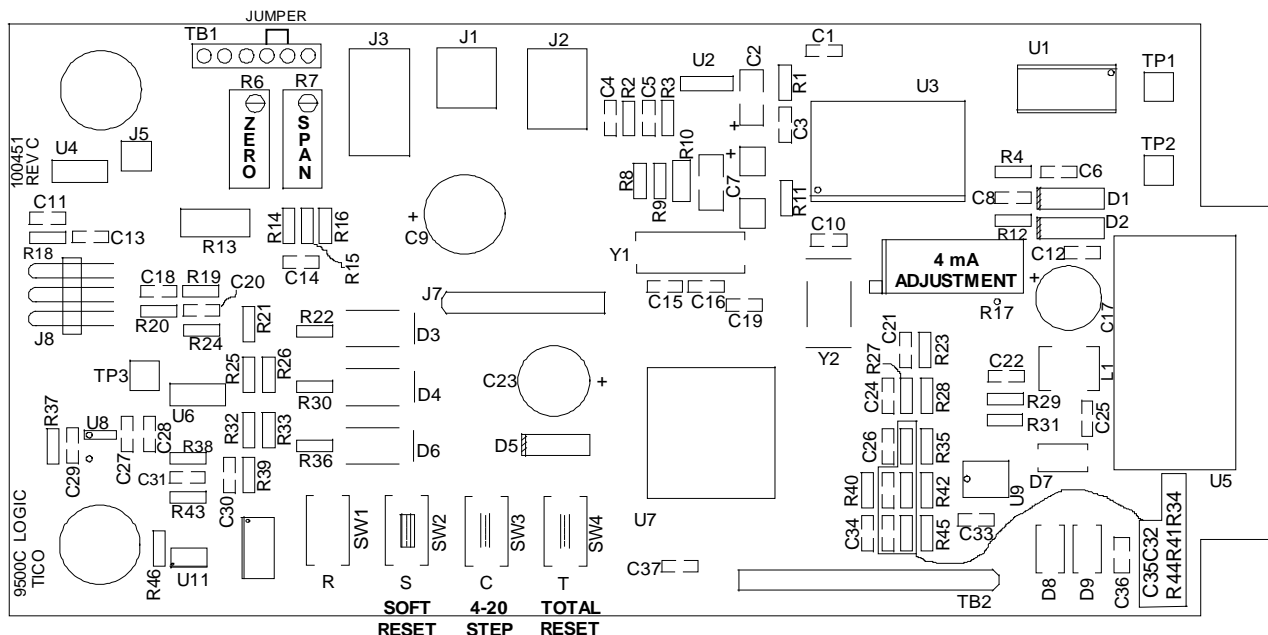 JUMPER
TB1
J3
J1
J2
C1
U1
TP1
R6
R7
ZERO
SPAN
U2
C2
R1
C3
U3
C4
R2
C5
R3
R10
100451
REV C
U4
J5
TP2
R4
C6
C8
D1
D2
R12
R8
R9
C7
R11
C11
C13
R18
R13
R14
R16
R15
C14
+
C9
+
+
C10
Y1
C12
4 mA
ADJUSTMENT
+
R17
C17
C18
R19
C20
R20
R24
R21
J8
J7
C15
C16
C19
R22
D3
Y2
C21
R23
R27
C22
L1
TP3
R25
R26
R30
D4
C23
+
C24
R28
R29
R31
C25
U6
R37
U8
C28
R32
R33
R36
D6
D5
C26
R35
D7
U5
C29
C27
R38
C31
R43
C30
R39
R40
R42
U9
9500C LOGIC
TICO
R46
U11
SW1
SW2
SW3
SW4
U7
C34
R45
C33
C37
TB2
D8
D9
C36
C35C32
R44R41R34
R
S
C
T
SOFT
RESET
4-20
STEP
TOTAL
RESET